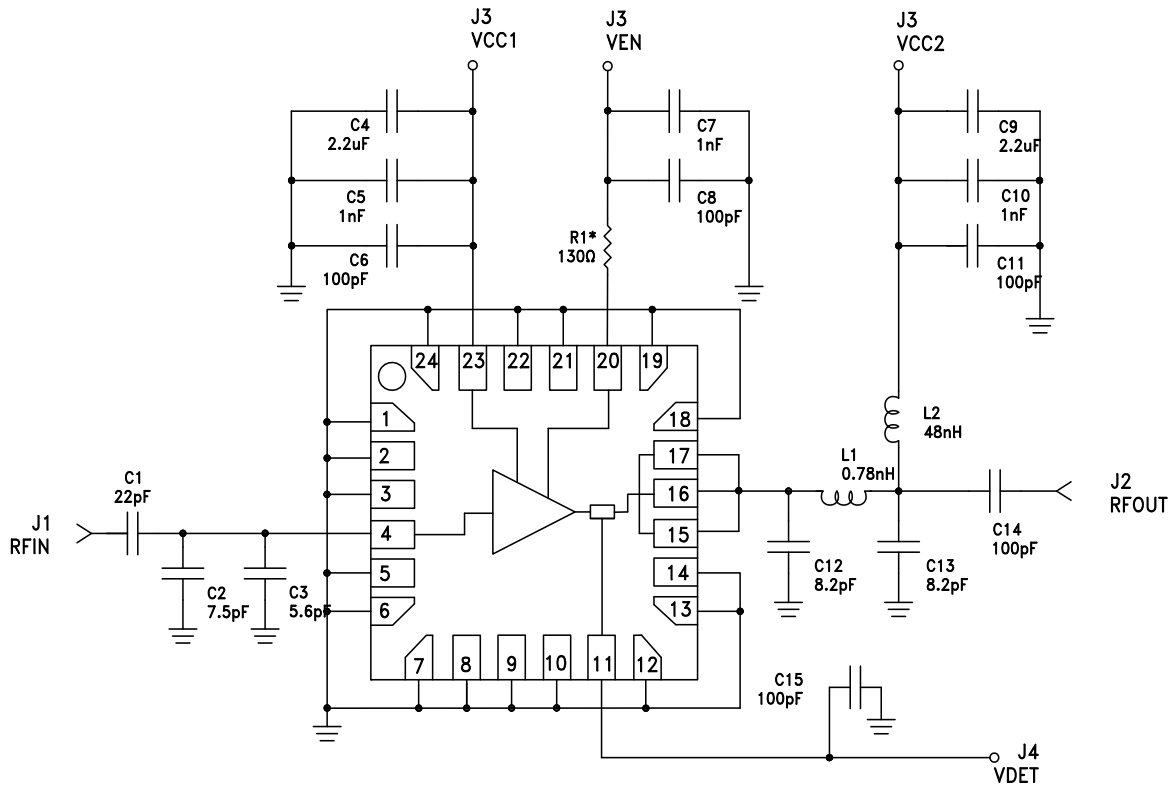 J3
VCC1
J3
VEN
J3
VCC2
C4
2.2uF
C5
1nF
C6
100pF
C7
1nF
C8
100pF
R1*
130Ω
C9
2.2uF
C10
1nF
C11
100pF
24
23
22
21
20
19
1
2
3
4
5
6
18
17
16
15
14
13
7
8
9
10
11
12
L2
48nH
L1
0.78nH
C1
22pF
J1
RFIN
C2
7.5pF
C3
5.6pF
C12
8.2pF
C13
8.2pF
C14
100pF
J2
RFOUT
C15
100pF
J4
VDET